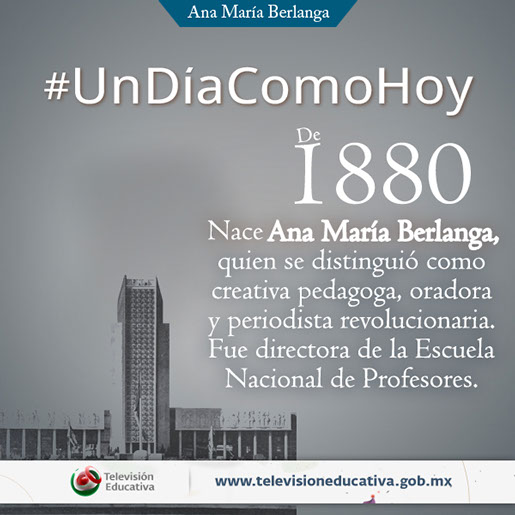 Ana María Berlanga
#UnDíaComoHoy
De
1880
Nace Ana María Berlanga,
quien se distinguió como
creativa pedagoga, oradora
y periodista revolucionaria.
Fue directora de la Escuela
Nacional de Profesores.
Televisión
Educativa
www.televisioneducativa.gob.mx